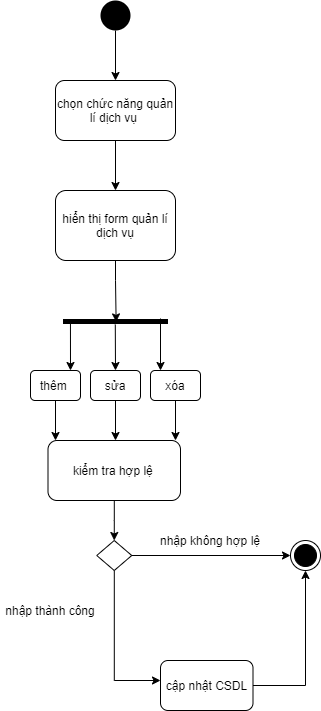 chọn chức năng quản
lí dịch vụ
hiển thị form quản lí
dịch vụ
thêm
sửa
xóa
kiểm tra hợp lệ
nhập không hợp lệ
nhập thành công
cập nhật CSDL